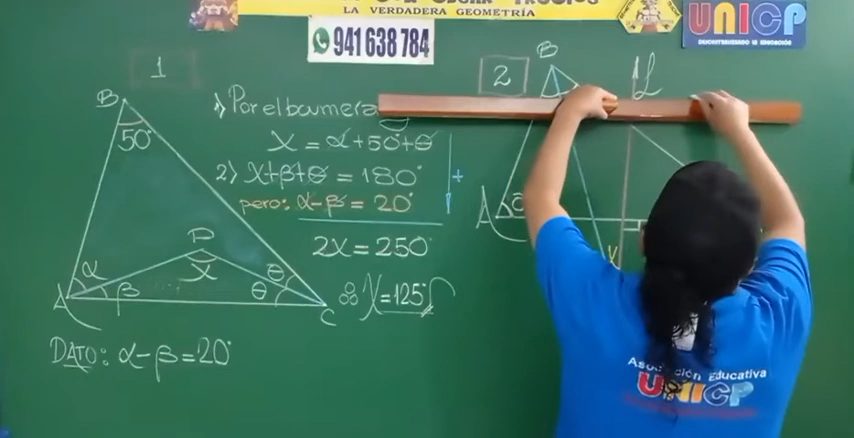 LA VERDADERA GEOMETRÍA
941 638 784
UNICP
1
B
50°
P
x
α
β
θ
θ
A
C
DATO: α-β=20°
1) Por el boumeran
x = α+50°+θ
2) x+β+θ = 180°
pero: α-β = 20°
+
2x = 250°
∴ x = 125°
2
B
L
A
Asociación Educativa
UNICP